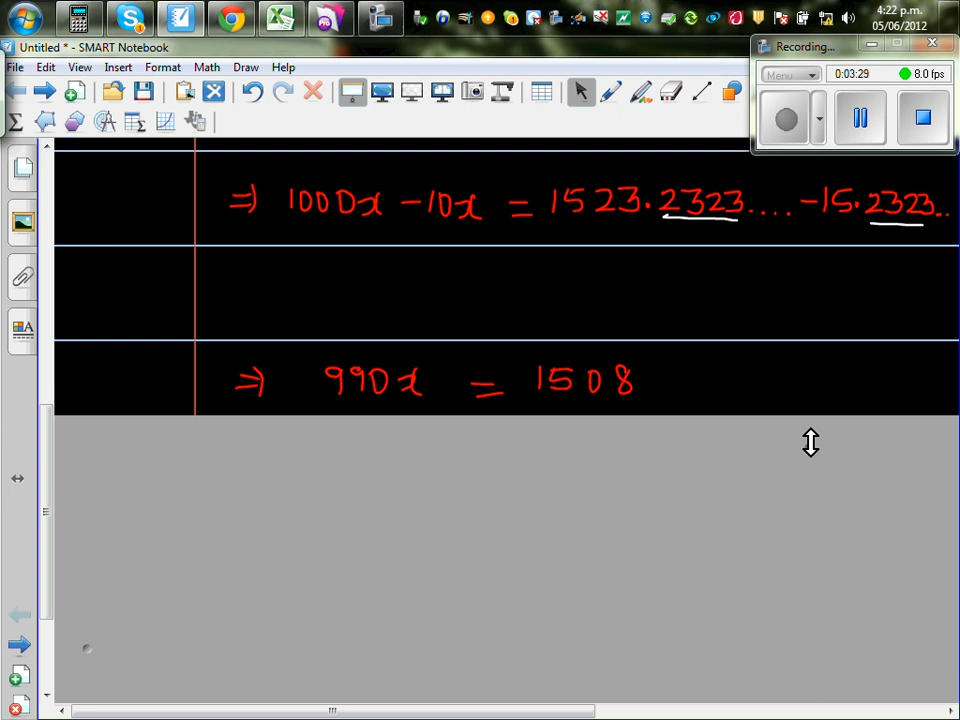 4:22 p.m.
05/06/2012
Untitled * - SMART Notebook
Recording...
File Edit View Insert Format Math Draw Help
Menu
0:03:29
8.0 fps
⇒ 1000x - 10x = 1523.2323.... - 15.2323..
⇒ 990x = 1508